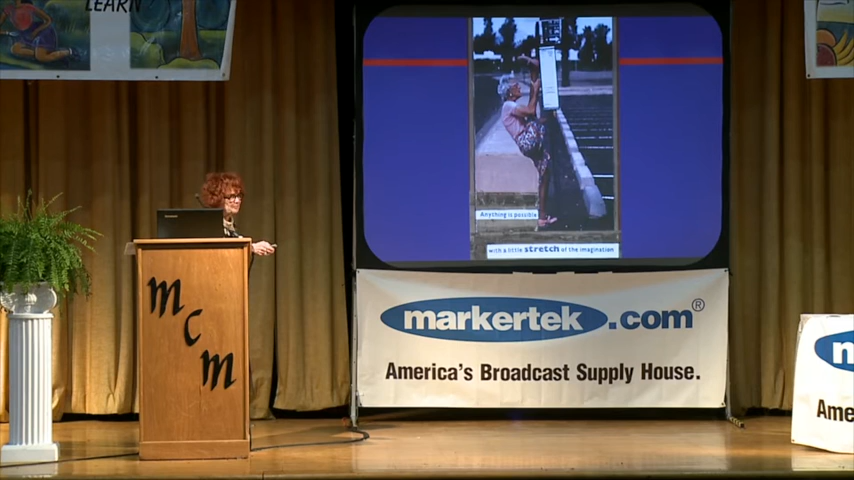 LEARN
Anything is possible
with a little stretch of the imagination
mcm
markertek.com®
America's Broadcast Supply House.
m
Ame